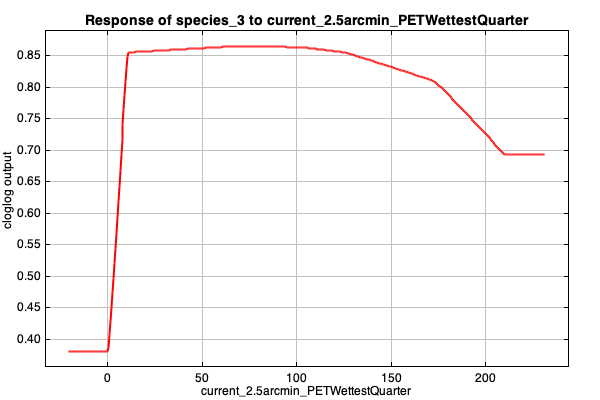 Response of species_3 to current_2.5arcmin_PETWettestQuarter
cloglog output
0.85
0.80
0.75
0.70
0.65
0.60
0.55
0.50
0.45
0.40
0 50 100 150 200
current_2.5arcmin_PETWettestQuarter